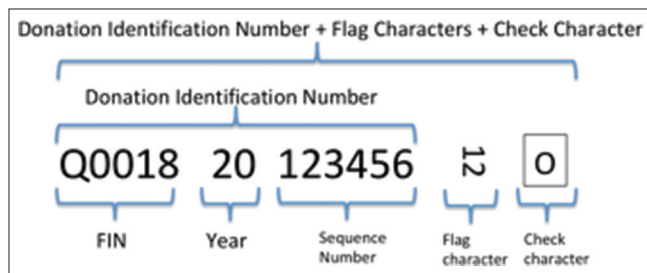 Donation Identification Number + Flag Characters + Check Character
Donation Identification Number
Q0018 20 123456 12 O
FIN Year Sequence Number Flag character Check character